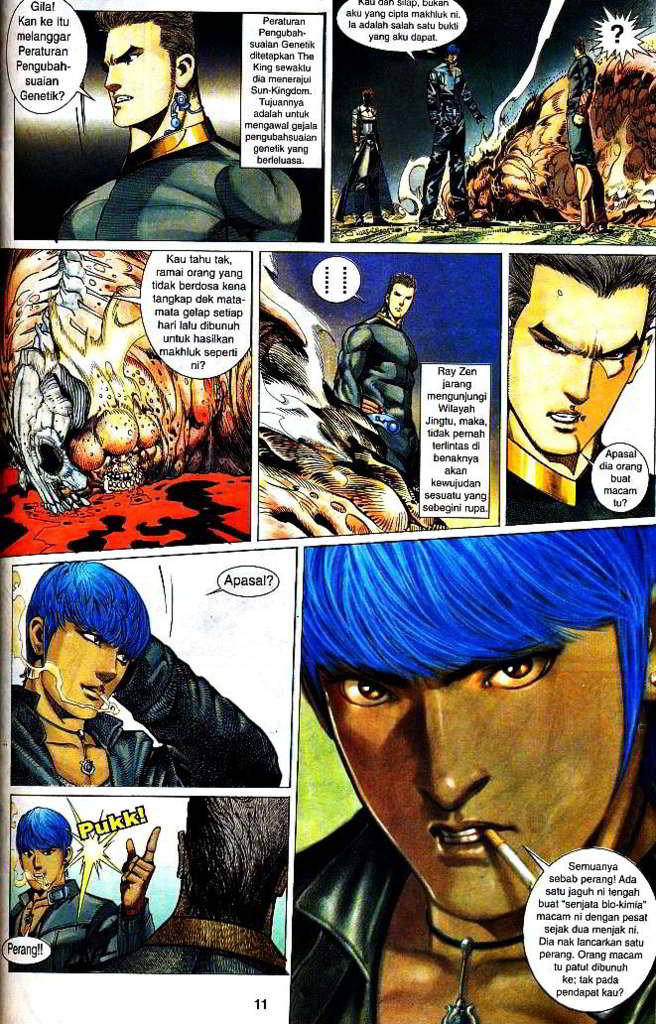 Gila!
Kan ke itu
melanggar
Peraturan
Pengubah-
suaian
Genetik?
Peraturan
Pengubah-
suaian Genetik
ditetapkan The
King sewaktu
dia menerajui
Sun-Kingdom.
Tujuannya
adalah untuk
mengawal gejala
pengubahsuaian
genetik yang
berleluasa.
Kau dah silap, bukan
aku yang cipta makhluk ni.
Ia adalah salah satu bukti
yang aku dapat.
?
Kau tahu tak,
ramai orang yang
tidak berdosa kena
tangkap dek mata-
mata gelap setiap
hari lalu dibunuh
untuk hasilkan
makhluk seperti
ni?
Ray Zen
jarang
mengunjungi
Wilayah
Jingtu, maka,
tidak pernah
terlintas di
benaknya
akan
kewujudan
sesuatu yang
sebegini rupa.
Apasal
dia orang
buat
macam
tu?
Apasal?
Pukk!
Perang!!
Semuanya
sebab perang! Ada
satu jaguh ni tengah
buat "senjata bio-kimia"
macam ni dengan pesat
sejak dua menjak ni.
Dia nak lancarkan satu
perang. Orang macam
tu patut dibunuh
ke; tak pada
pendapat kau?
11